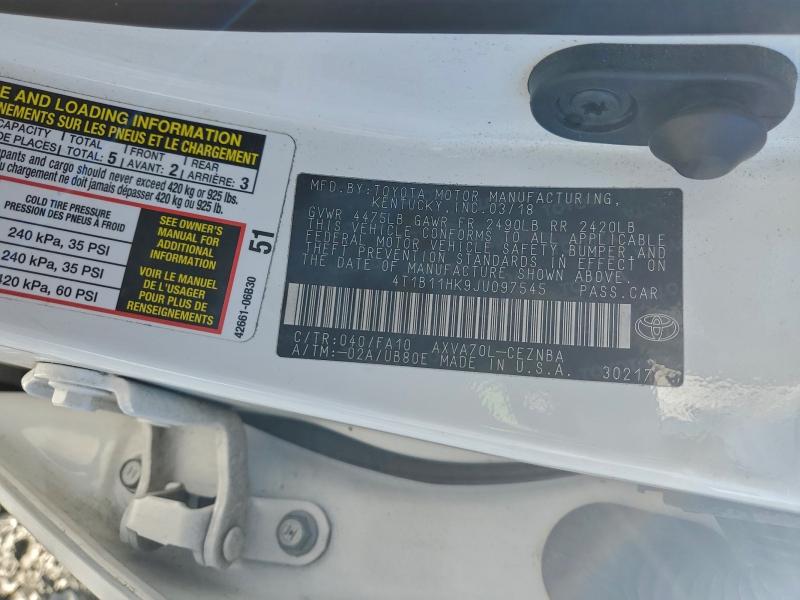 E AND LOADING INFORMATION
NEMENTS SUR LES PNEUS ET LE CHARGEMENT
CAPACITY
DE PLACES
TOTAL
TOTAL: 5
FRONT
AVANT: 2
REAR
ARRIÈRE: 3
pants and cargo should never exceed 420 kg or 925 lbs.
u chargement ne doit jamais dépasser 420 kg ou 925 lb.
COLD TIRE PRESSURE
PRESSION DES PNEUS À FROID
240 kPa, 35 PSI
240 kPa, 35 PSI
420 kPa, 60 PSI
SEE OWNER'S
MANUAL FOR
ADDITIONAL
INFORMATION
VOIR LE MANUEL
DE L'USAGER
POUR PLUS DE
RENSEIGNEMENTS
51
42661-06B30
MFD.BY:TOYOTA MOTOR MANUFACTURING,
KENTUCKY,INC.03/18
GVWR 4475LB GAWR FR 2490LB RR 2420LB
THIS VEHICLE CONFORMS TO ALL APPLICABLE
FEDERAL MOTOR VEHICLE SAFETY,BUMPER,AND
THEFT PREVENTION STANDARDS IN EFFECT ON
THE DATE OF MANUFACTURE SHOWN ABOVE.
4T1B11HK9JU097545 PASS.CAR
C/TR:040/FA10 AXVA70L-CEZNBA
A/TM:-02A/UB80E MADE IN U.S.A. 30217